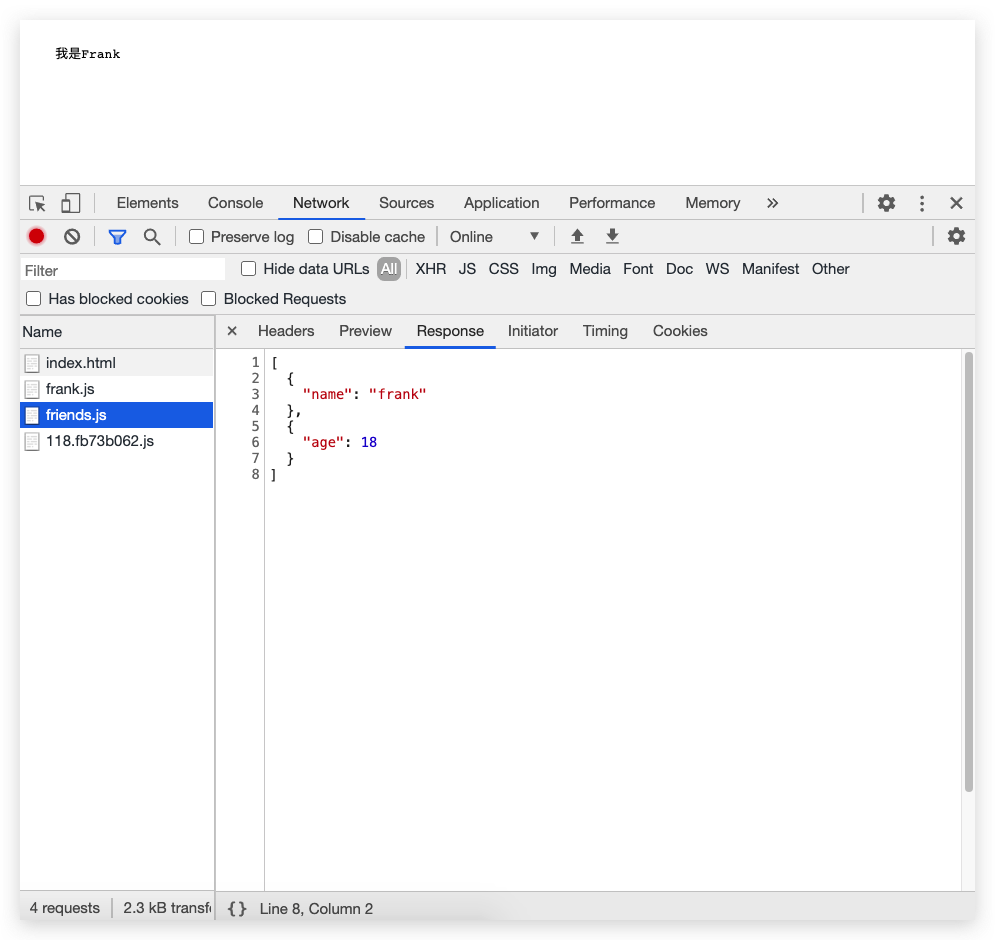 我是Frank
Elements Console Network Sources Application Performance Memory »
Preserve log Disable cache Online ▼
Filter Hide data URLs All XHR JS CSS Img Media Font Doc WS Manifest Other
Has blocked cookies Blocked Requests
Name × Headers Preview Response Initiator Timing Cookies
index.html
frank.js
friends.js
118.fb73b062.js
1 [
2 {
3 "name": "frank"
4 },
5 {
6 "age": 18
7 }
8 ]
4 requests 2.3 kB transf {} Line 8, Column 2